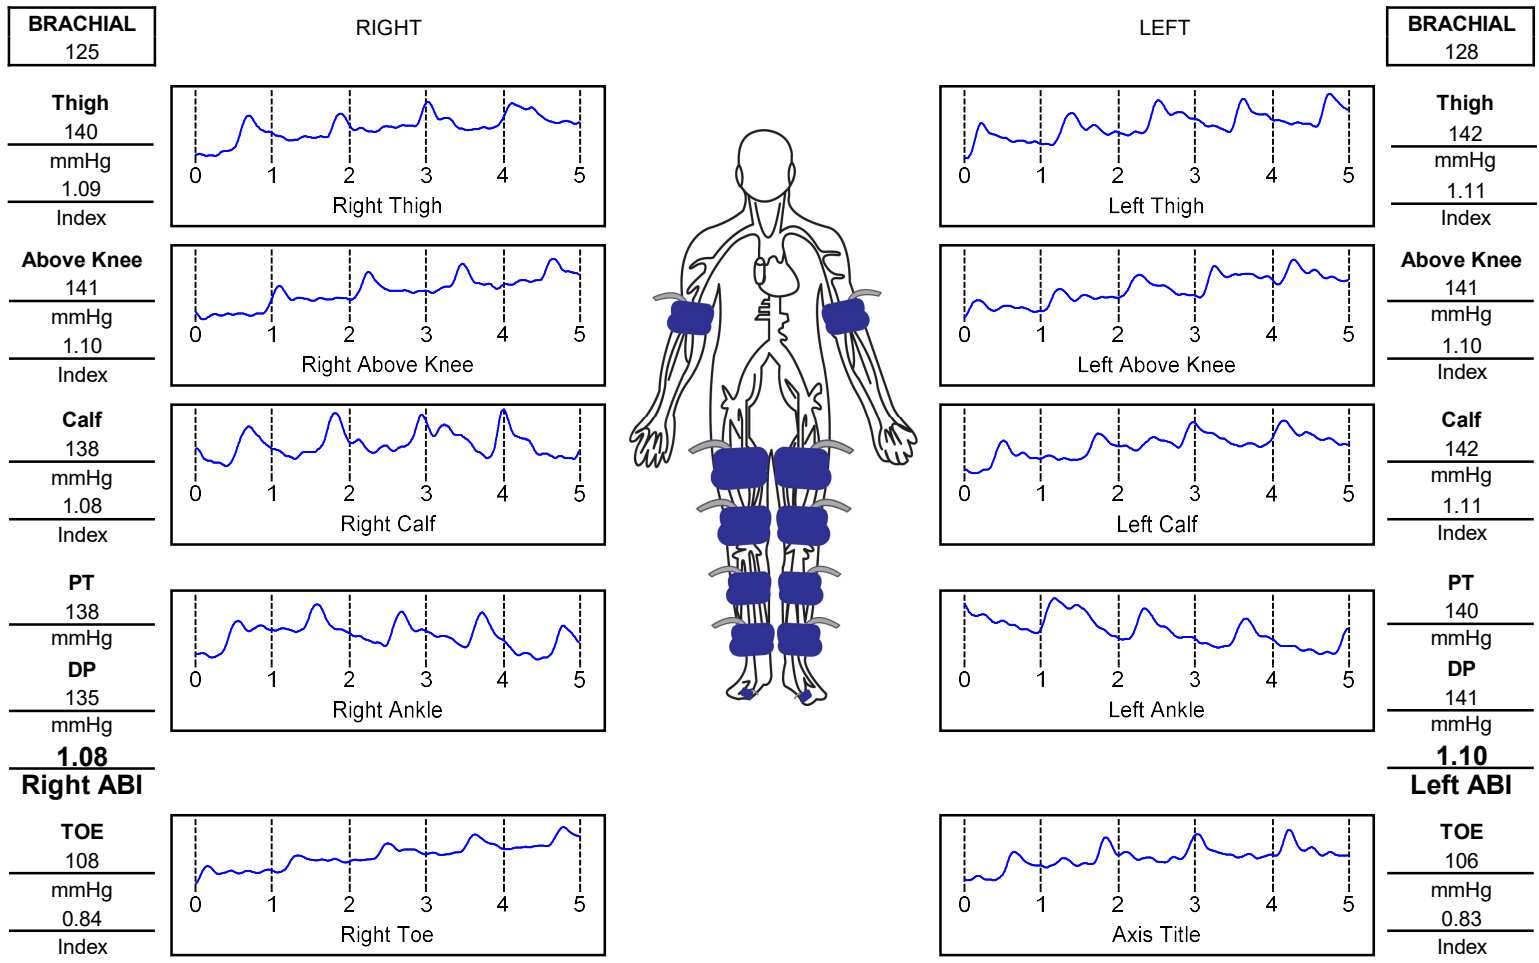 BRACHIAL
125
RIGHT
LEFT
BRACHIAL
128
Thigh
140
mmHg
1.09
Index
0 1 2 3 4 5
Right Thigh
0 1 2 3 4 5
Left Thigh
Thigh
142
mmHg
1.11
Index
Above Knee
141
mmHg
1.10
Index
0 1 2 3 4 5
Right Above Knee
0 1 2 3 4 5
Left Above Knee
Above Knee
141
mmHg
1.10
Index
Calf
138
mmHg
1.08
Index
0 1 2 3 4 5
Right Calf
0 1 2 3 4 5
Left Calf
Calf
142
mmHg
1.11
Index
PT
138
mmHg
DP
135
mmHg
1.08
Right ABI
0 1 2 3 4 5
Right Ankle
0 1 2 3 4 5
Left Ankle
PT
140
mmHg
DP
141
mmHg
1.10
Left ABI
TOE
108
mmHg
0.84
Index
0 1 2 3 4 5
Right Toe
0 1 2 3 4 5
Axis Title
TOE
106
mmHg
0.83
Index